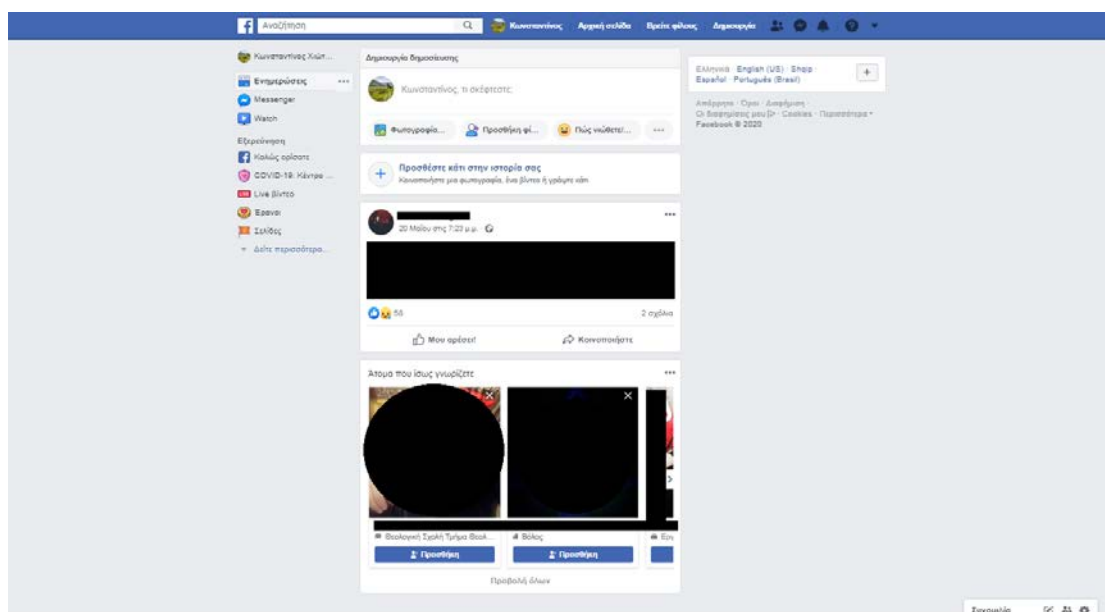 Αναζήτηση
Κωνσταντίνος Αρχική σελίδα Βρείτε φίλους Δημιουργία
Κωνσταντίνος
Ενημερώσεις
Messenger
Watch
Εξερεύνηση
Καλώς ορίσατε
COVID-19: Κέντρο ...
Live βίντεο
Έρανοι
Σελίδες
Δείτε περισσότερα...
Δημιουργία δημοσίευσης
Κωνσταντίνος, τι σκέφτεστε;
Φωτογραφία... Προσθήκη φί... Πώς νιώθετε/... 
Προσθέστε κάτι στην ιστορία σας
Κοινοποιήστε μια φωτογραφία, ένα βίντεο ή γράψτε κάτι
20 Μαΐου στις 7:23 μ.μ.
58 2 σχόλια
Μου αρέσει! Κοινοποιήστε
Άτομα που ίσως γνωρίζετε
Θεολογική Σχολή Τμήμα Θεολ...
Βόλος
Προσθήκη Προσθήκη
Προβολή όλων
Ελληνικά · English (US) · Shqip ·
Español · Português (Brasil)
Απόρρητο · Όροι · Διαφήμιση ·
Οι διαφημίσεις μου · Cookies · Περισσότερα
Facebook © 2020
Συνομιλία